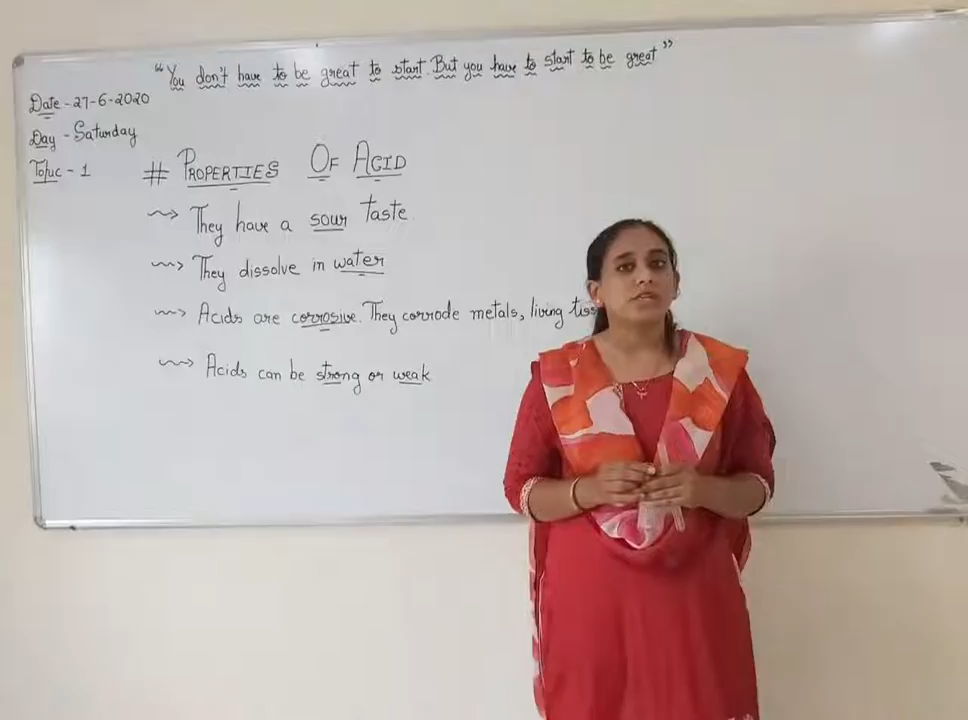 "You don't have to be great to start. But you have to start to be great"
Date - 27-6-2020
Day - Saturday
Topic - 1
# PROPERTIES OF ACID
They have a sour taste.
They dissolve in water
Acids are corrosive. They corrode metals, living
Acids can be strong or weak